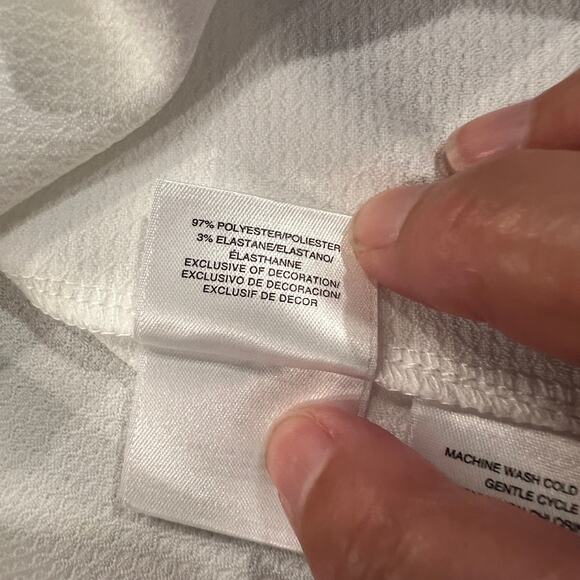 97% POLYESTER/POLIESTER
3% ELASTANE/ELASTANO/
ÉLASTHANNE
EXCLUSIVE OF DECORATION/
EXCLUSIVO DE DECORACION/
EXCLUSIF DE DECOR
MACHINE WASH COLD
GENTLE CYCLE